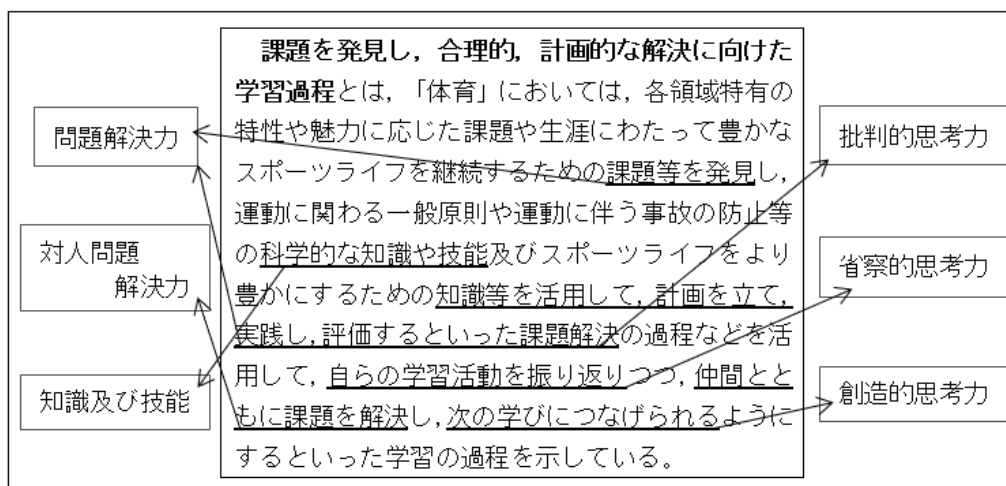 課題を発見し，合理的，計画的な解決に向けた
学習過程とは，「体育」においては，各領域特有の
特性や魅力に応じた課題や生涯にわたって豊かな
スポーツライフを継続するための課題等を発見し，
運動に関わる一般原則や運動に伴う事故の防止等
の科学的な知識や技能及びスポーツライフをより
豊かにするための知識等を活用して，計画を立て，
実践し，評価するといった課題解決の過程などを活
用して，自らの学習活動を振り返りつつ，仲間とと
もに課題を解決し，次の学びにつなげられるように
するといった学習の過程を示している。
問題解決力
対人問題
解決力
知識及び技能
批判的思考力
省察的思考力
創造的思考力